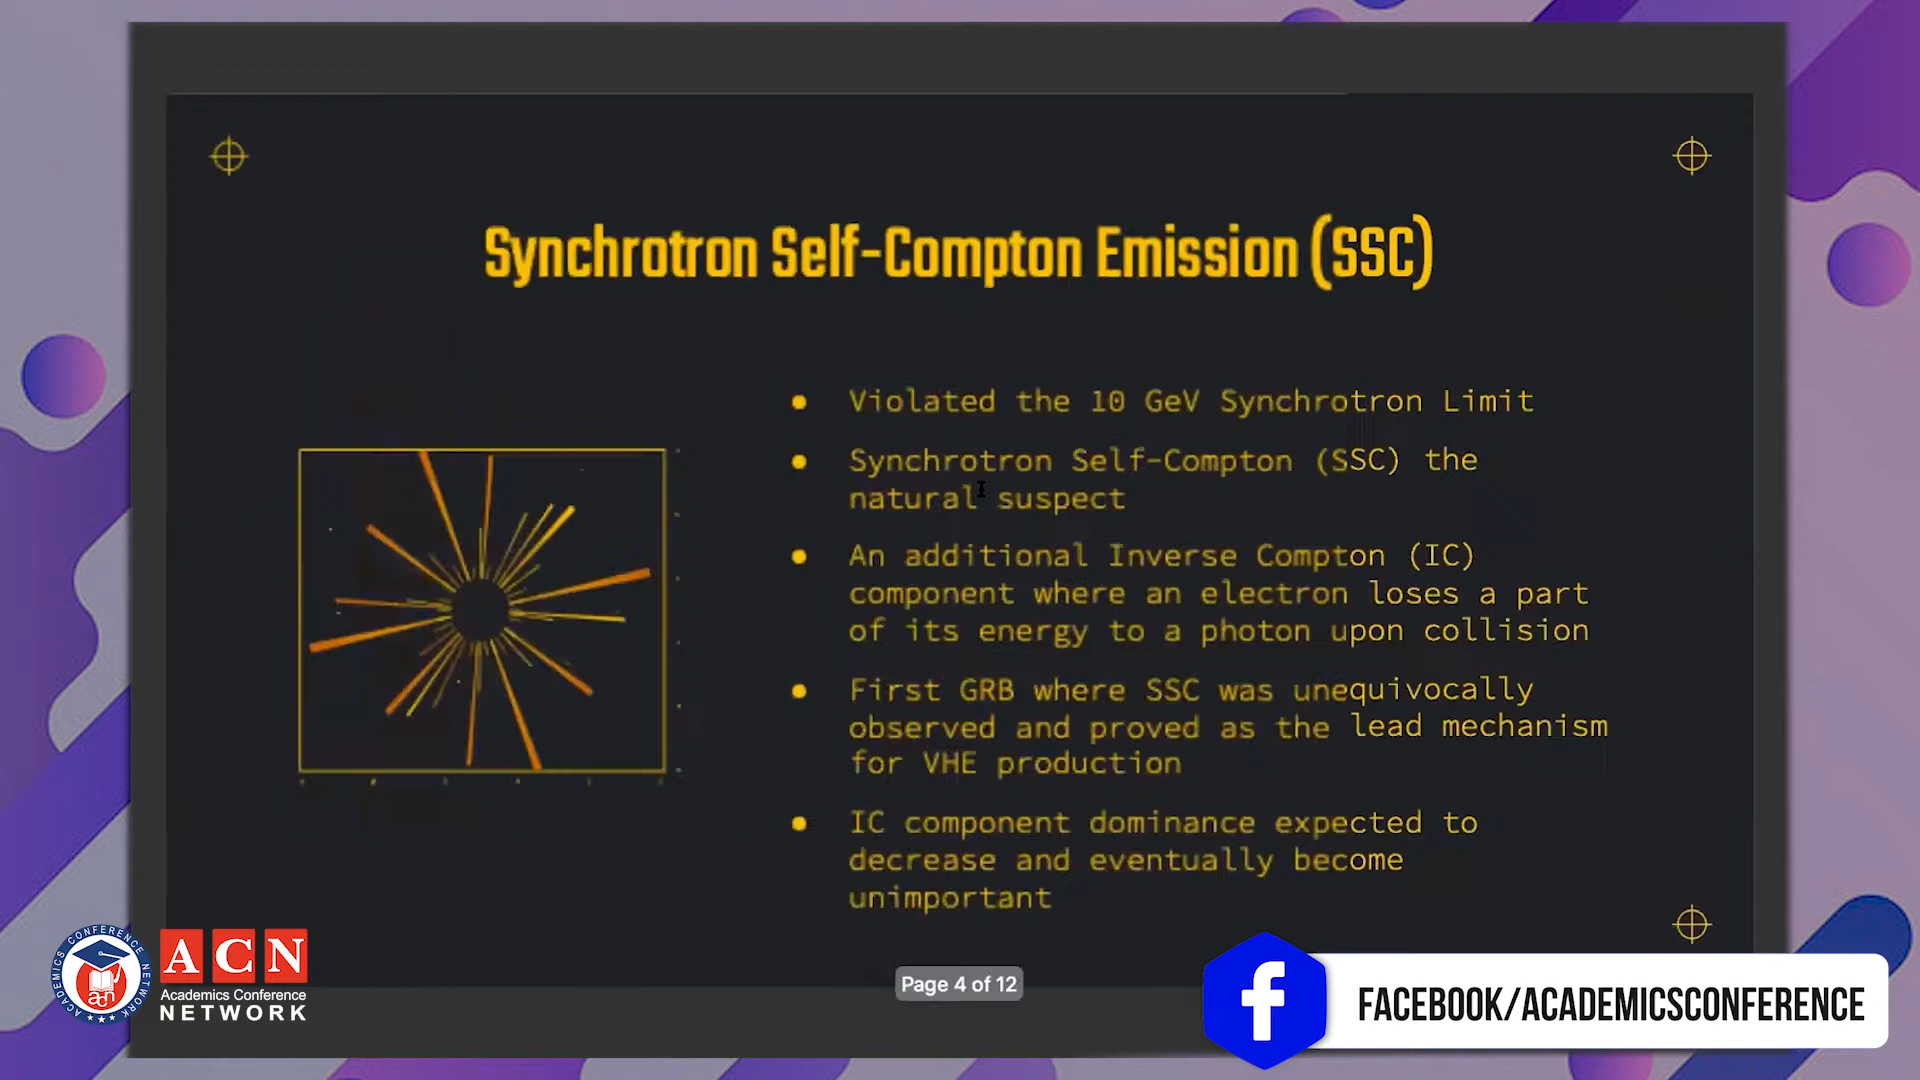 Synchrotron Self-Compton Emission (SSC)
Violated the 10 GeV Synchrotron Limit
Synchrotron Self-Compton (SSC) the
natural suspect
An additional Inverse Compton (IC)
component where an electron loses a part
of its energy to a photon upon collision
First GRB where SSC was unequivocally
observed and proved as the lead mechanism
for VHE production
IC component dominance expected to
decrease and eventually become
unimportant
Page 4 of 12
ACADEMICS CONFERENCE NETWORK
acn
ACN
Academics Conference
NETWORK
FACEBOOK/ACADEMICSCONFERENCE